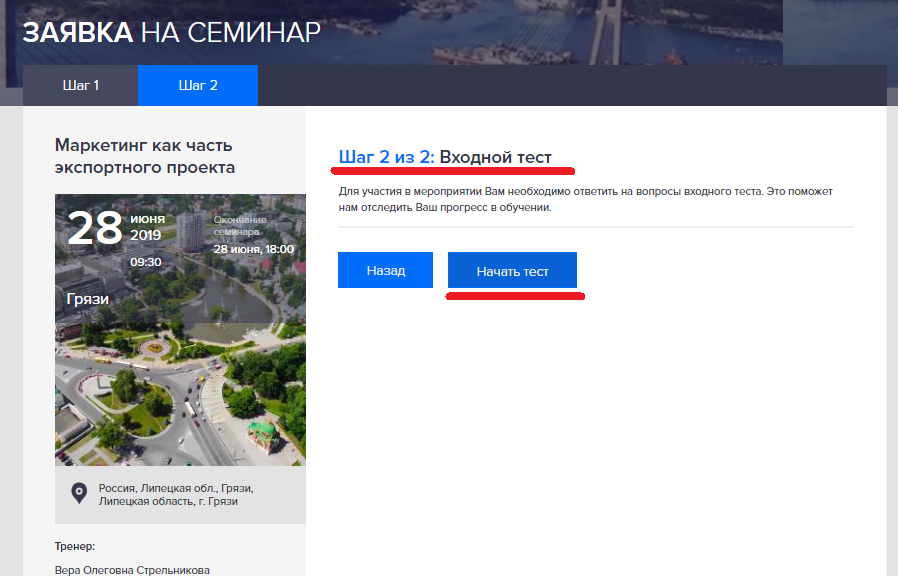 ЗАЯВКА НА СЕМИНАР
Шаг 1
Шаг 2
Маркетинг как часть
экспортного проекта
28
июня
2019
09:30
Окончание
семинара
28 июня, 18:00
Грязи
Россия, Липецкая обл., Грязи,
Липецкая область, г. Грязи
Тренер:
Вера Олеговна Стрельникова
Шаг 2 из 2: Входной тест
Для участия в мероприятии Вам необходимо ответить на вопросы входного теста. Это поможет
нам отследить Ваш прогресс в обучении.
Назад
Начать тест